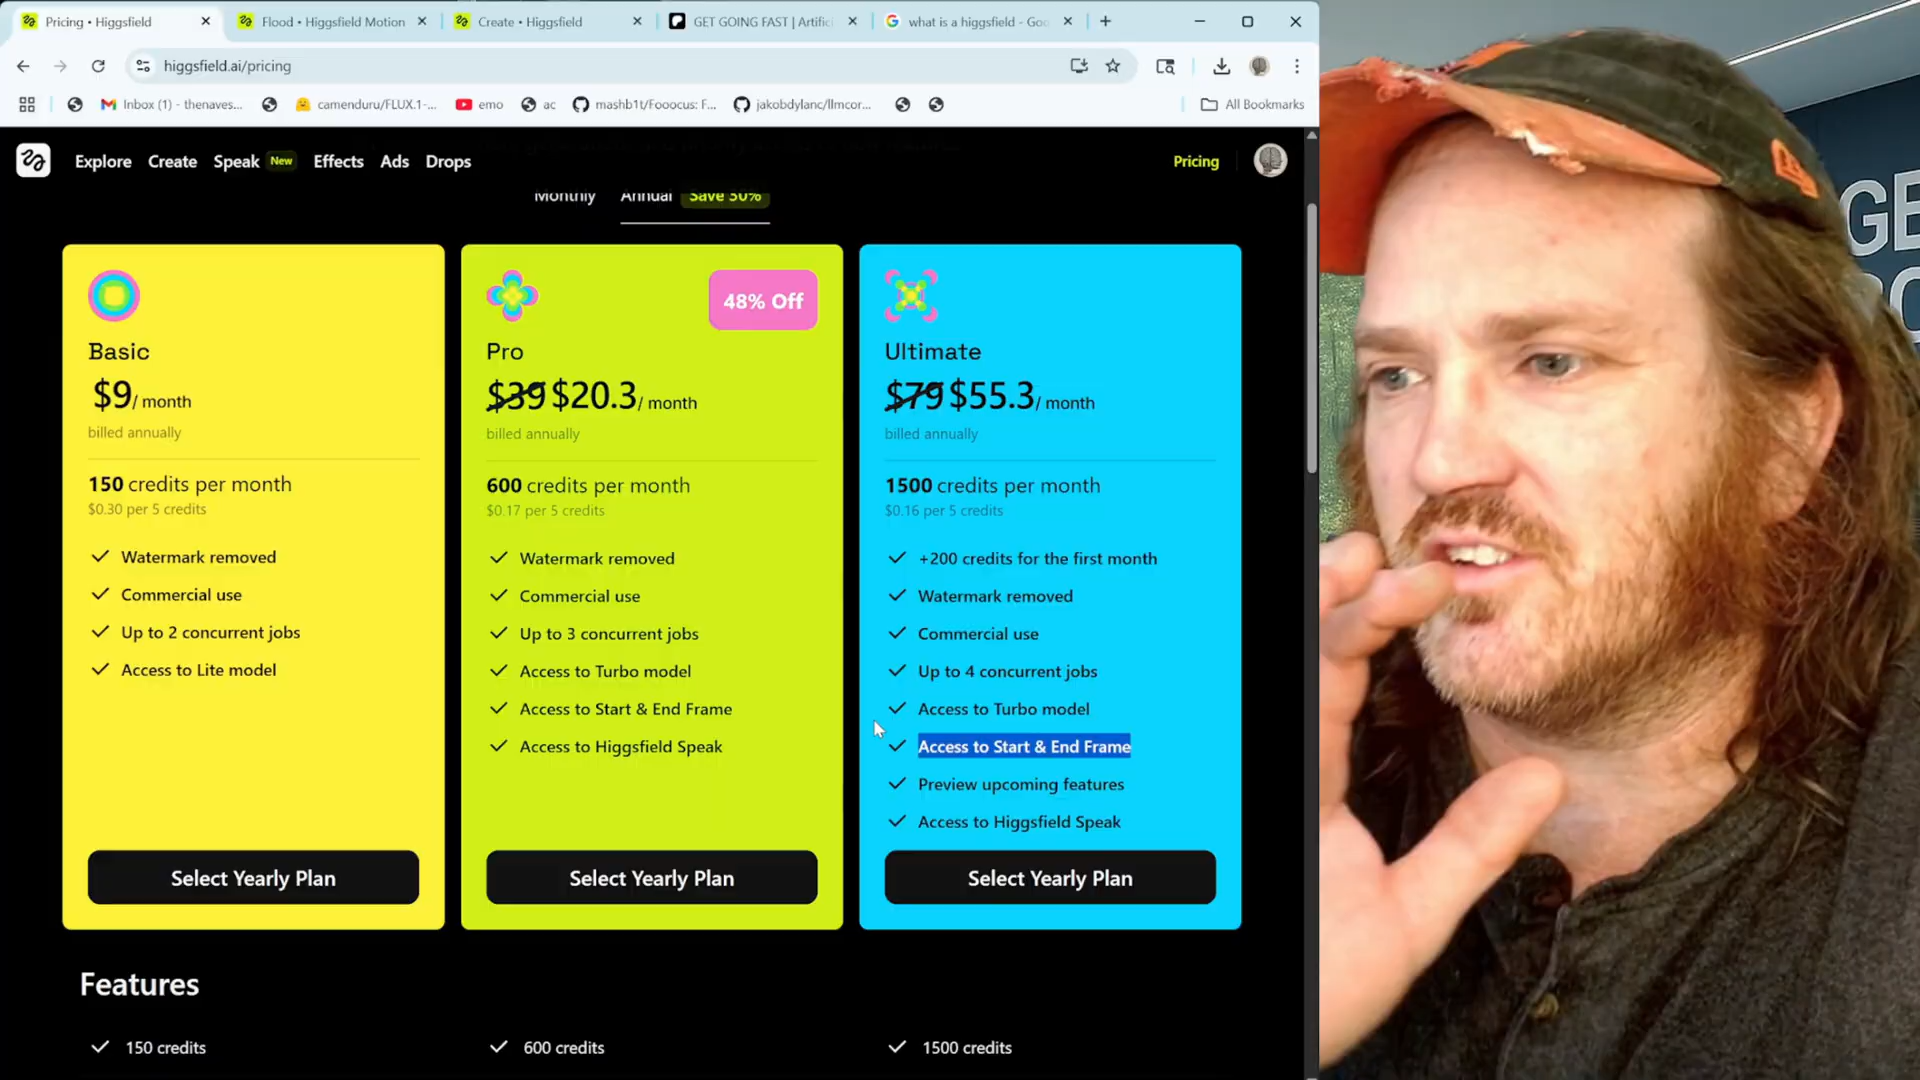 Pricing • Higgsfield
Flood • Higgsfield Motion
Create • Higgsfield
GET GOING FAST | Artific
what is a higgsfield - Goo
higgsfield.ai/pricing
Inbox (1) - thenaves...
camenduru/FLUX.1-...
emo
ac
mashb1t/Fooocus: F...
jakobdylanc/llmcor...
All Bookmarks
Explore
Create
Speak New
Effects
Ads
Drops
Pricing
Monthly
Annual
Save 30%
Basic
$9/ month
billed annually
150 credits per month
$0.30 per 5 credits
Watermark removed
Commercial use
Up to 2 concurrent jobs
Access to Lite model
Select Yearly Plan
48% Off
Pro
$39 $20.3/ month
billed annually
600 credits per month
$0.17 per 5 credits
Watermark removed
Commercial use
Up to 3 concurrent jobs
Access to Turbo model
Access to Start & End Frame
Access to Higgsfield Speak
Select Yearly Plan
Ultimate
$79 $55.3/ month
billed annually
1500 credits per month
$0.16 per 5 credits
+200 credits for the first month
Watermark removed
Commercial use
Up to 4 concurrent jobs
Access to Turbo model
Access to Start & End Frame
Preview upcoming features
Access to Higgsfield Speak
Select Yearly Plan
Features
150 credits
600 credits
1500 credits